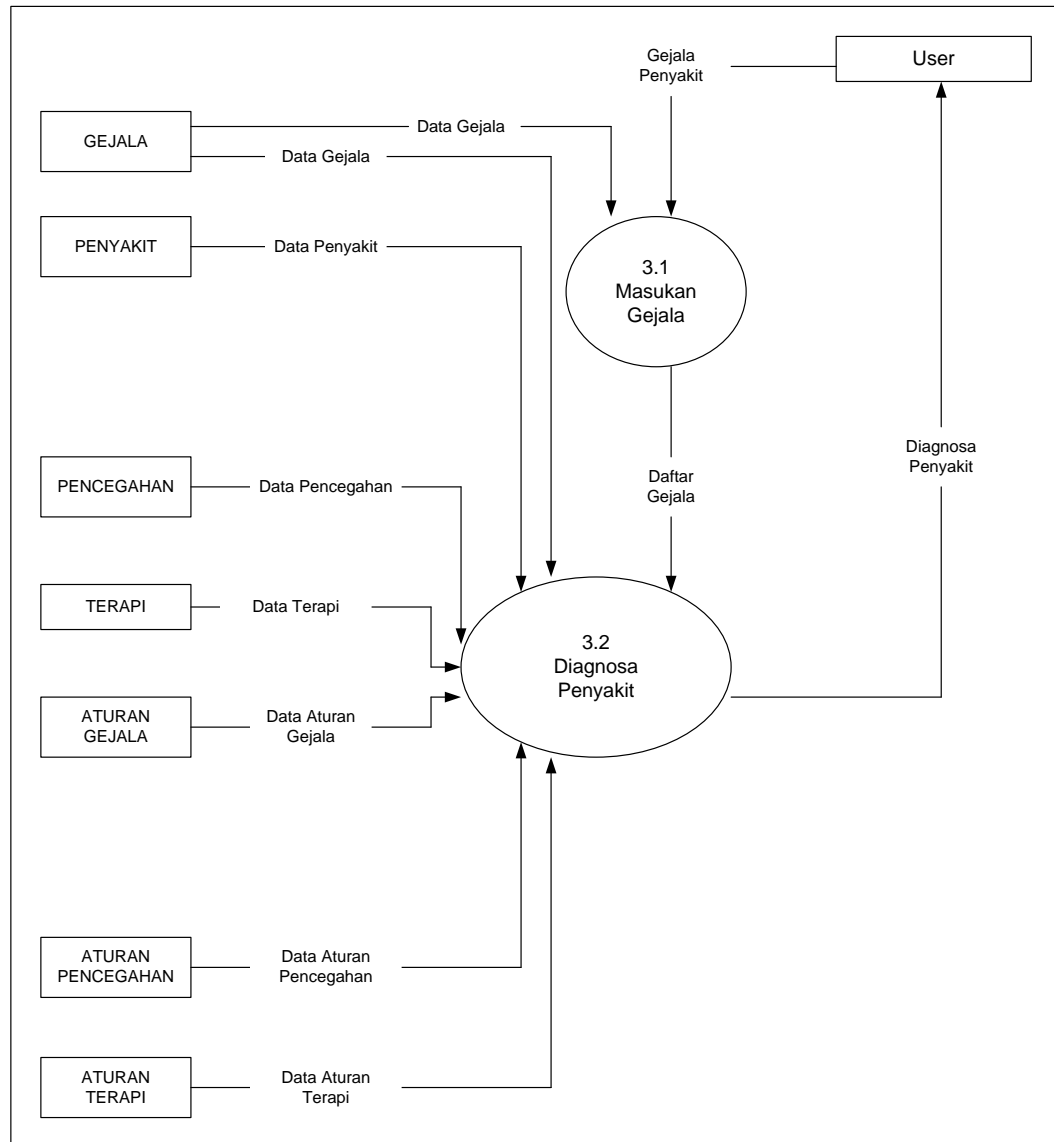 User
Gejala
Penyakit
GEJALA
Data Gejala
Data Gejala
PENYAKIT
Data Penyakit
3.1
Masukan
Gejala
PENCEGAHAN
Data Pencegahan
Daftar
Gejala
Diagnosa
Penyakit
TERAPI
Data Terapi
3.2
Diagnosa
Penyakit
ATURAN
GEJALA
Data Aturan
Gejala
ATURAN
PENCEGAHAN
Data Aturan
Pencegahan
ATURAN
TERAPI
Data Aturan
Terapi